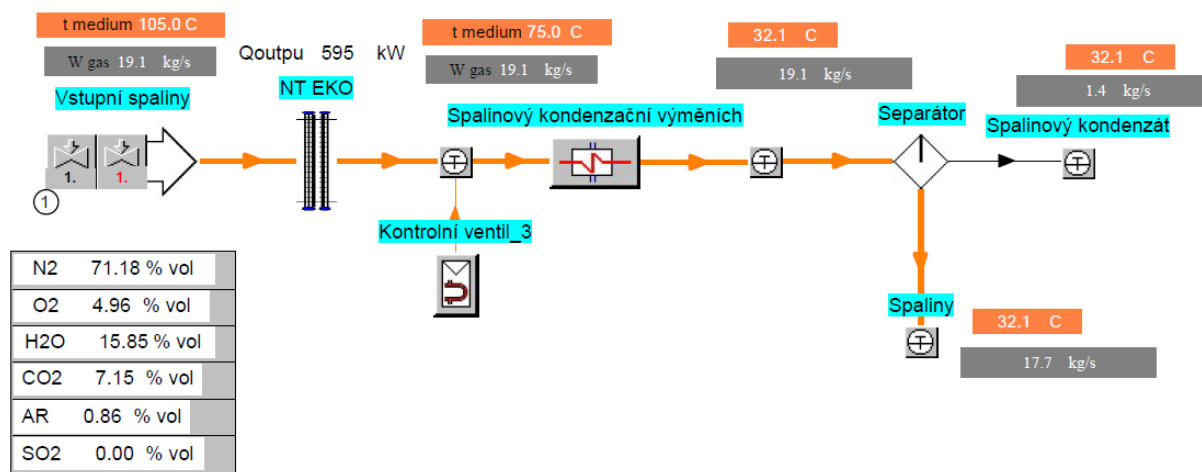 t medium 105.0 C
W gas 19.1 kg/s
Vstupní spaliny
1.
1.
1
Qoutpu 595 kW
NT EKO
t medium 75.0 C
W gas 19.1 kg/s
Spalinový kondenzační výměních
Kontrolní ventil_3
32.1 C
19.1 kg/s
Separátor
32.1 C
1.4 kg/s
Spalinový kondenzát
Spaliny
32.1 C
17.7 kg/s
N2 71.18 % vol
O2 4.96 % vol
H2O 15.85 % vol
CO2 7.15 % vol
AR 0.86 % vol
SO2 0.00 % vol